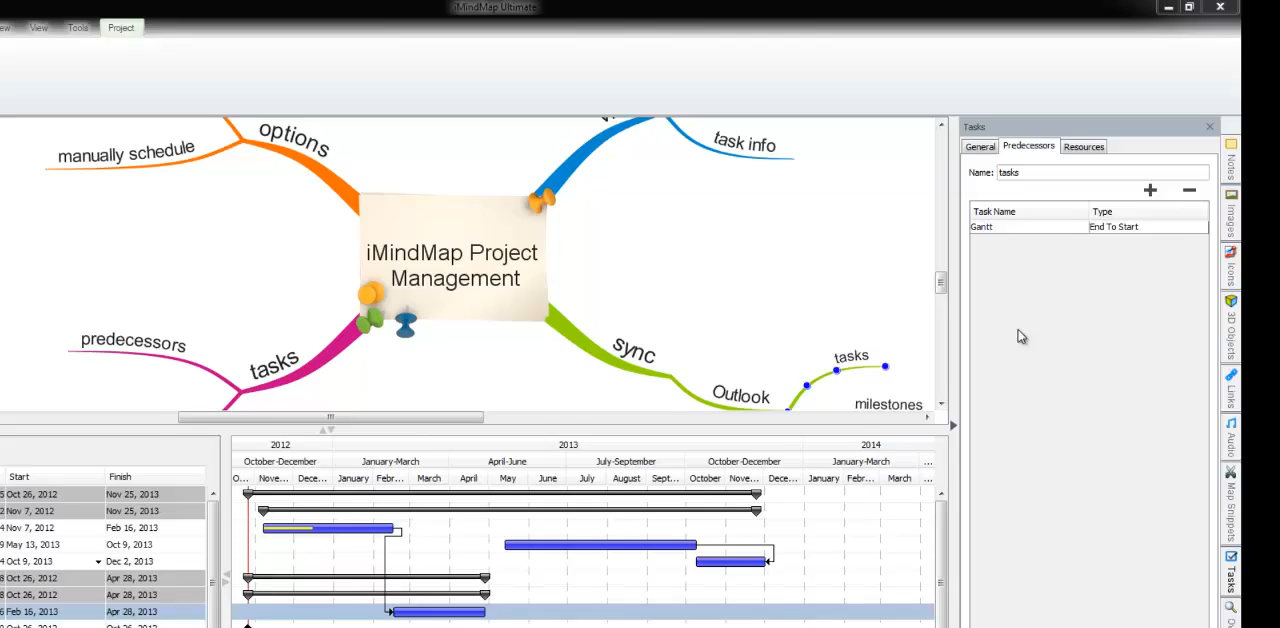 iMindMap Ultimate
View
Tools
Project
options
manually schedule
task info
iMindMap Project
Management
predecessors
tasks
sync
Outlook
tasks
milestones
Tasks
General
Predecessors
Resources
Name:
tasks
Task Name
Type
Gantt
End To Start
Notes
Images
Icons
3D Objects
Links
Audio
Map Snippets
Tasks
2012
2013
2014
October-December
January-March
April-June
July-September
October-December
January-March
...
O...
Nove...
Dece...
January
Febr...
March
April
May
June
July
August
Sept...
October
Nove...
Dece...
January
Febr...
March
...
Start
Finish
Oct 26, 2012
Nov 25, 2013
Nov 7, 2012
Nov 25, 2013
Nov 7, 2012
Feb 16, 2013
May 13, 2013
Oct 9, 2013
Oct 9, 2013
Dec 2, 2013
Oct 26, 2012
Apr 28, 2013
Oct 26, 2012
Apr 28, 2013
Feb 16, 2013
Apr 28, 2013